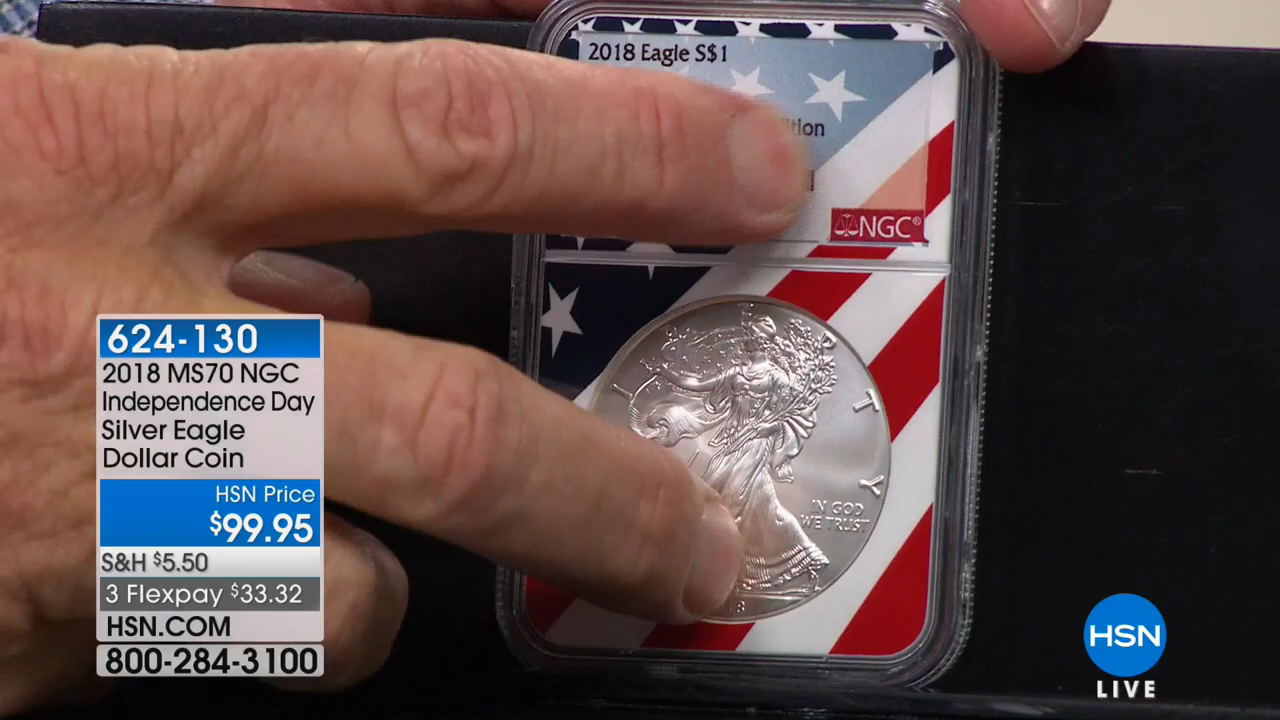 2018 Eagle S$1
NGC®
L
D
T
Y
IN GOD
WE TRUST
624-130
2018 MS70 NGC
Independence Day
Silver Eagle
Dollar Coin
HSN Price
$99.95
S&H $5.50
3 Flexpay $33.32
HSN.COM
800-284-3100
HSN
LIVE